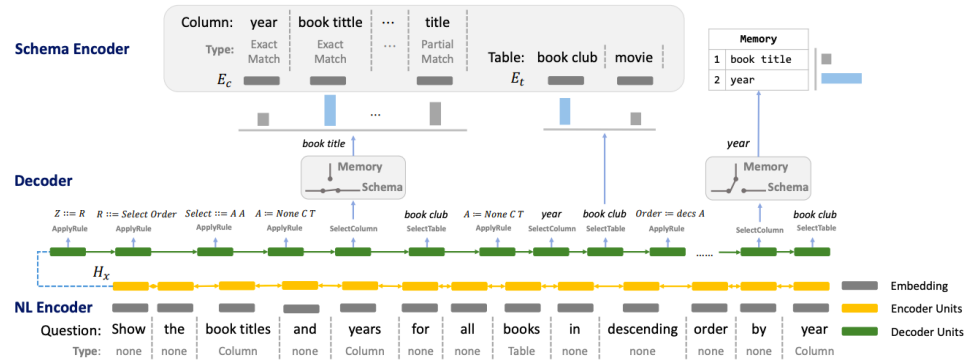 Column: year book tittle ... title
Schema Encoder
Type: Exact Match Exact Match ... Partial Match
Table: book club movie
E_c
E_t
Memory
1 book title
2 year
...
book title
year
Memory
Schema
Memory
Schema
Decoder
Z ::= R R ::= Select Order Select ::= A A A ::= None C T book club A ::= None C T year book club Order ::= decs A book club
ApplyRule ApplyRule ApplyRule ApplyRule SelectColumn SelectTable ApplyRule SelectColumn SelectTable ApplyRule SelectColumn SelectTable
......
H_x
NL Encoder
Embedding
Encoder Units
Decoder Units
Question: Show the book titles and years for all books in descending order by year
Type: none none Column none Column none none Table none none none none Column